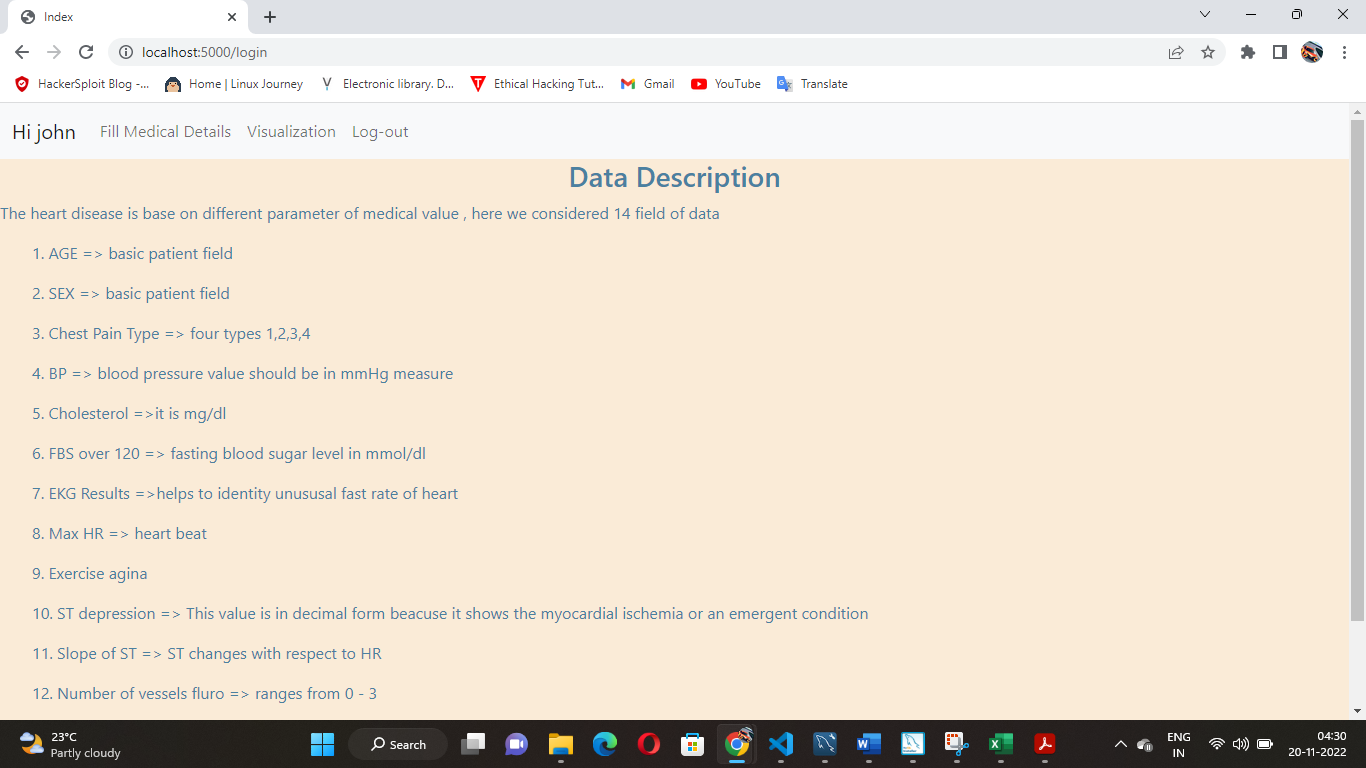 Index
localhost:5000/login
HackerSploit Blog -...
Home | Linux Journey
Electronic library. D...
Ethical Hacking Tut...
Gmail
YouTube
Translate
Hi john
Fill Medical Details
Visualization
Log-out
Data Description
The heart disease is base on different parameter of medical value , here we considered 14 field of data
1. AGE => basic patient field
2. SEX => basic patient field
3. Chest Pain Type => four types 1,2,3,4
4. BP => blood pressure value should be in mmHg measure
5. Cholesterol =>it is mg/dl
6. FBS over 120 => fasting blood sugar level in mmol/dl
7. EKG Results =>helps to identity unususal fast rate of heart
8. Max HR => heart beat
9. Exercise agina
10. ST depression => This value is in decimal form beacuse it shows the myocardial ischemia or an emergent condition
11. Slope of ST => ST changes with respect to HR
12. Number of vessels fluro => ranges from 0 - 3
23°C
Partly cloudy
Search
ENG
IN
04:30
20-11-2022